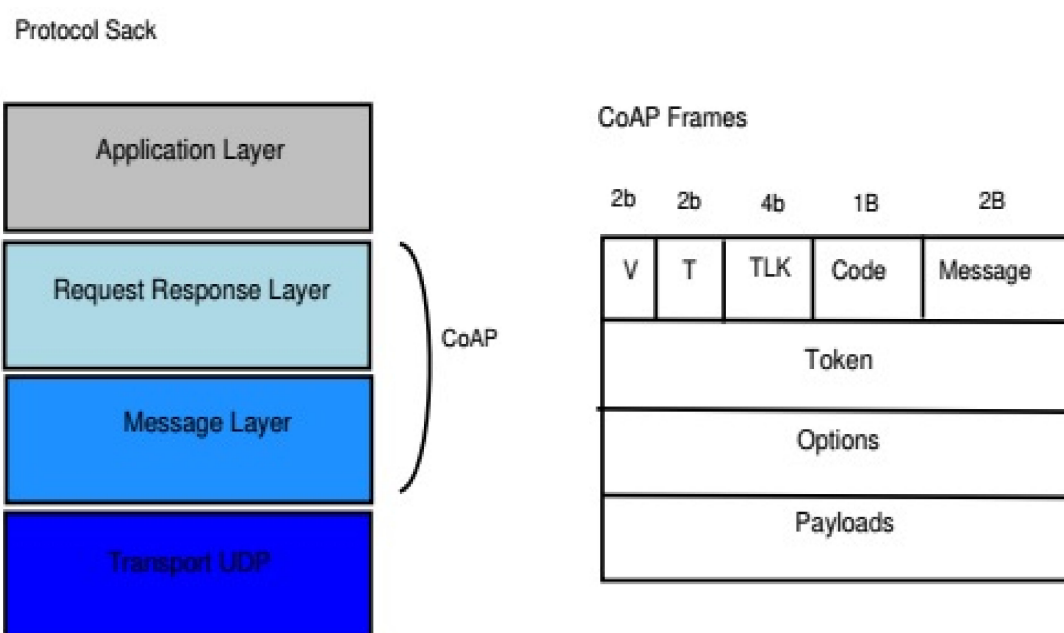 Protocol Sack
Application Layer
Request Response Layer
Message Layer
Transport UDP
CoAP
CoAP Frames
2b 2b 4b 1B 2B
V T TLK Code Message
Token
Options
Payloads